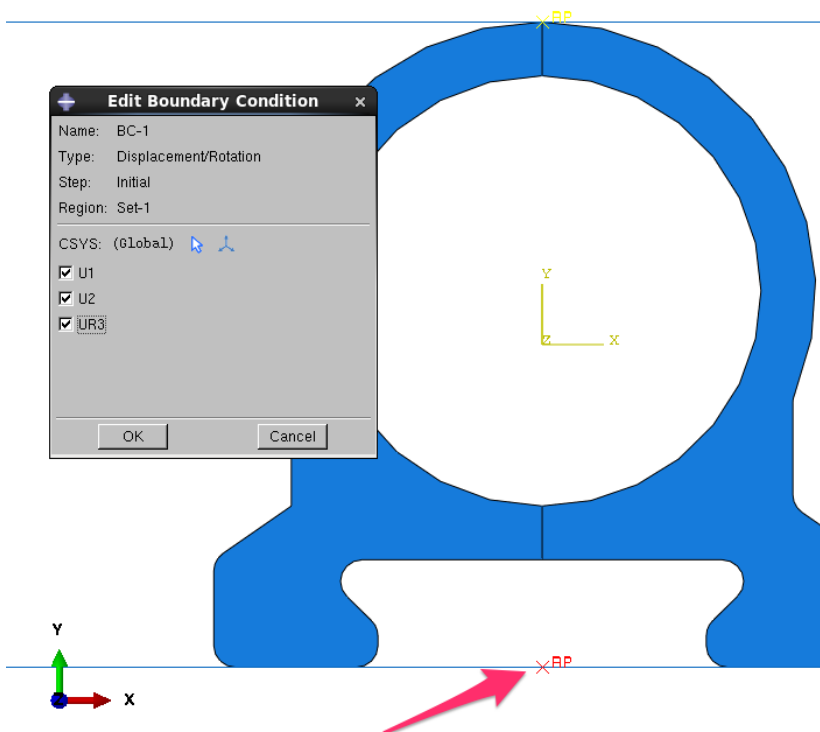 RP
Edit Boundary Condition ×
Name: BC-1
Type: Displacement/Rotation
Step: Initial
Region: Set-1
CSYS: (Global)
U1
U2
UR3
OK Cancel
Y
Z X
RP
Y
Z X